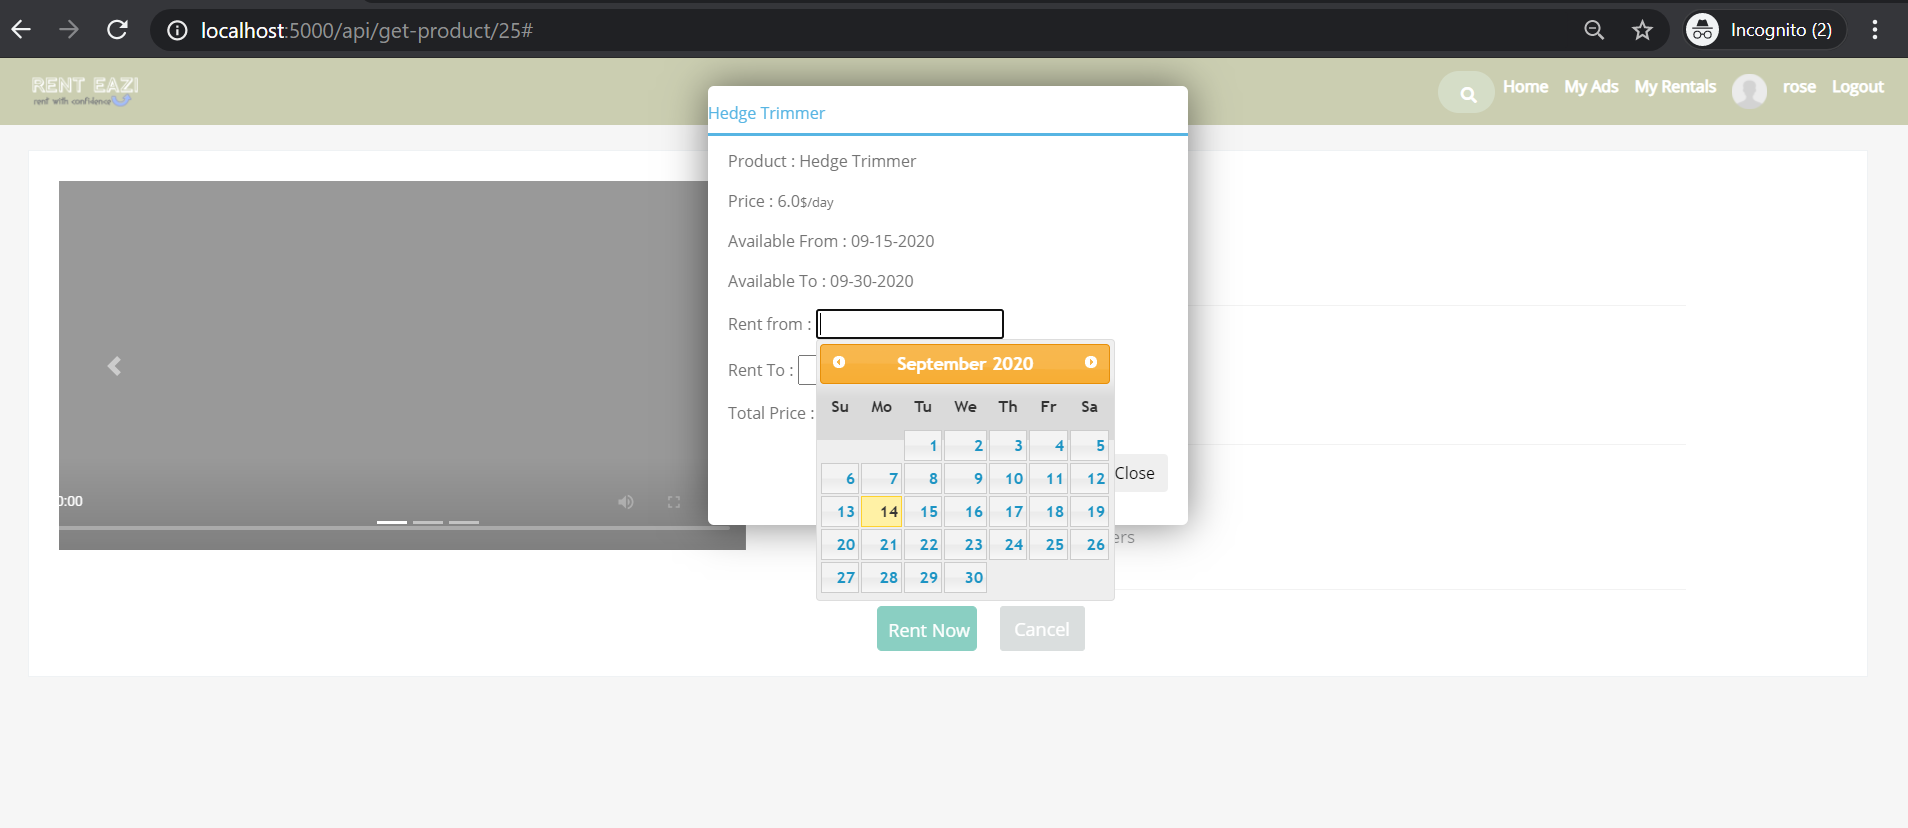 localhost:5000/api/get-product/25#
Incognito (2)
RENT EAZI
rent with confidence
Home My Ads My Rentals rose Logout
Hedge Trimmer
Product : Hedge Trimmer
Price : 6.0$/day
Available From : 09-15-2020
Available To : 09-30-2020
Rent from :
Rent To :
Total Price :
September 2020
Su Mo Tu We Th Fr Sa
1 2 3 4 5
6 7 8 9 10 11 12
13 14 15 16 17 18 19
20 21 22 23 24 25 26
27 28 29 30
Close
0:00
Rent Now
Cancel